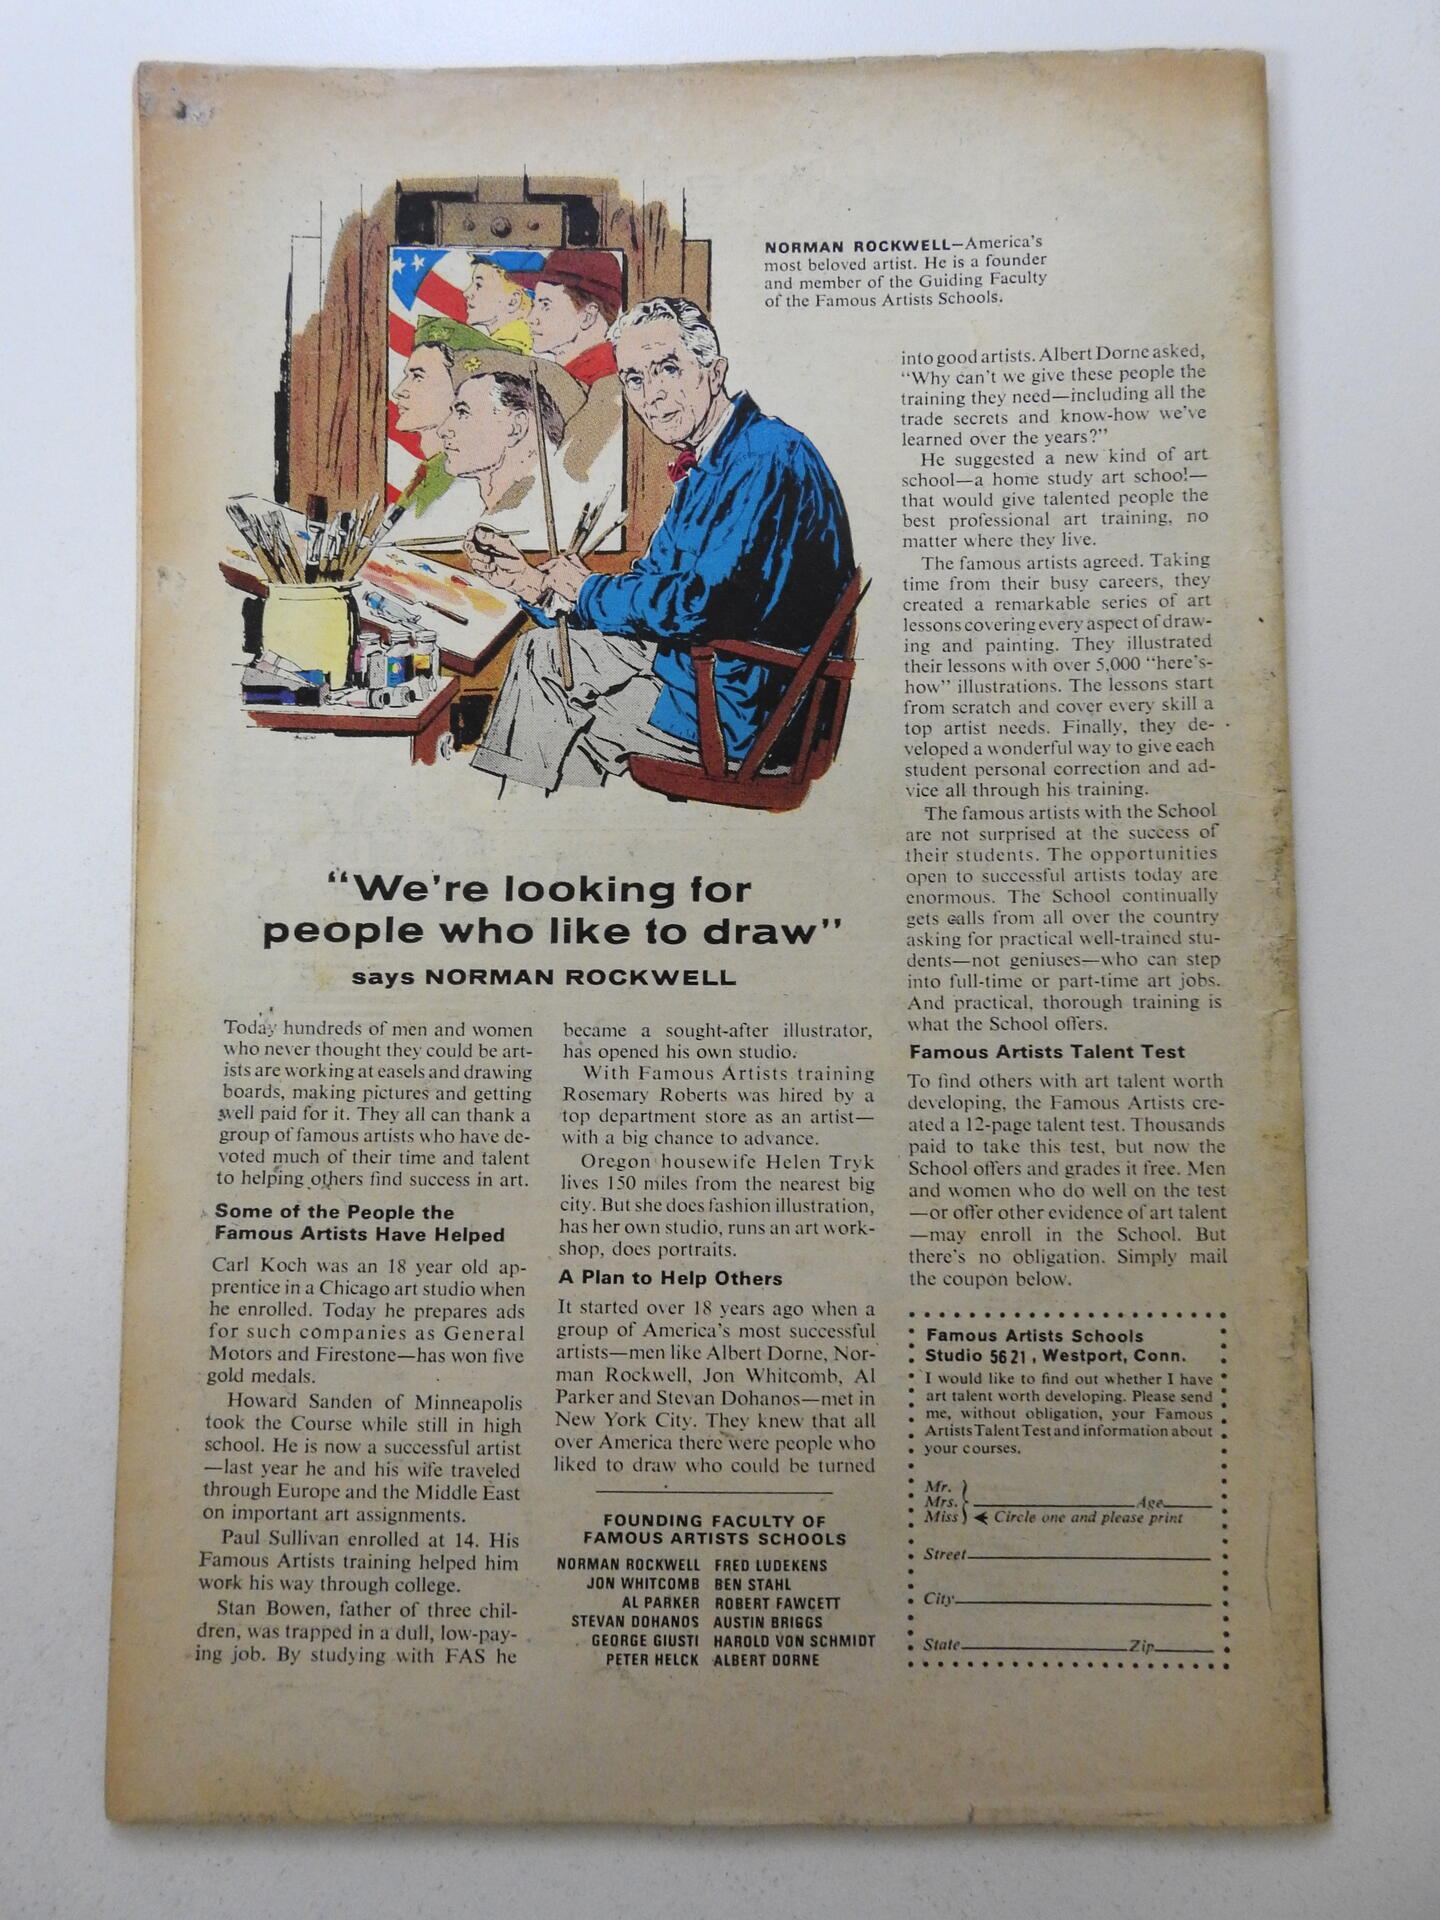 NORMAN ROCKWELL—America's
most beloved artist. He is a founder
and member of the Guiding Faculty
of the Famous Artists Schools.
"We're looking for
people who like to draw"
says NORMAN ROCKWELL
Today hundreds of men and women
who never thought they could be art-
ists are working at easels and drawing
boards, making pictures and getting
well paid for it. They all can thank a
group of famous artists who have de-
voted much of their time and talent
to helping others find success in art.
Some of the People the
Famous Artists Have Helped
Carl Koch was an 18 year old ap-
prentice in a Chicago art studio when
he enrolled. Today he prepares ads
for such companies as General
Motors and Firestone—has won five
gold medals.
Howard Sanden of Minneapolis
took the Course while still in high
school. He is now a successful artist
—last year he and his wife traveled
through Europe and the Middle East
on important art assignments.
Paul Sullivan enrolled at 14. His
Famous Artists training helped him
work his way through college.
Stan Bowen, father of three chil-
dren, was trapped in a dull, low-pay-
ing job. By studying with FAS he
became a sought-after illustrator,
has opened his own studio.
With Famous Artists training
Rosemary Roberts was hired by a
top department store as an artist—
with a big chance to advance.
Oregon housewife Helen Tryk
lives 150 miles from the nearest big
city. But she does fashion illustration,
has her own studio, runs an art work-
shop, does portraits.
A Plan to Help Others
It started over 18 years ago when a
group of America's most successful
artists—men like Albert Dorne, Nor-
man Rockwell, Jon Whitcomb, Al
Parker and Stevan Dohanos—met in
New York City. They knew that all
over America there were people who
liked to draw who could be turned
into good artists. Albert Dorne asked,
"Why can't we give these people the
training they need—including all the
trade secrets and know-how we've
learned over the years?"
He suggested a new kind of art
school—a home study art school—
that would give talented people the
best professional art training, no
matter where they live.
The famous artists agreed. Taking
time from their busy careers, they
created a remarkable series of art
lessons covering every aspect of draw-
ing and painting. They illustrated
their lessons with over 5,000 "here's-
how" illustrations. The lessons start
from scratch and cover every skill a
top artist needs. Finally, they de-
veloped a wonderful way to give each
student personal correction and ad-
vice all through his training.
The famous artists with the School
are not surprised at the success of
their students. The opportunities
open to successful artists today are
enormous. The School continually
gets calls from all over the country
asking for practical well-trained stu-
dents—not geniuses—who can step
into full-time or part-time art jobs.
And practical, thorough training is
what the School offers.
Famous Artists Talent Test
To find others with art talent worth
developing, the Famous Artists cre-
ated a 12-page talent test. Thousands
paid to take this test, but now the
School offers and grades it free. Men
and women who do well on the test
—or offer other evidence of art talent
—may enroll in the School. But
there's no obligation. Simply mail
the coupon below.
FOUNDING FACULTY OF
FAMOUS ARTISTS SCHOOLS
NORMAN ROCKWELL FRED LUDEKENS
JON WHITCOMB BEN STAHL
AL PARKER ROBERT FAWCETT
STEVAN DOHANOS AUSTIN BRIGGS
GEORGE GIUSTI HAROLD VON SCHMIDT
PETER HELCK ALBERT DORNE
Famous Artists Schools
Studio 5621, Westport, Conn.
I would like to find out whether I have
art talent worth developing. Please send
me, without obligation, your Famous
Artists Talent Test and information about
your courses.
Mr.
Mrs. Age
Miss Circle one and please print
Street
City
State Zip